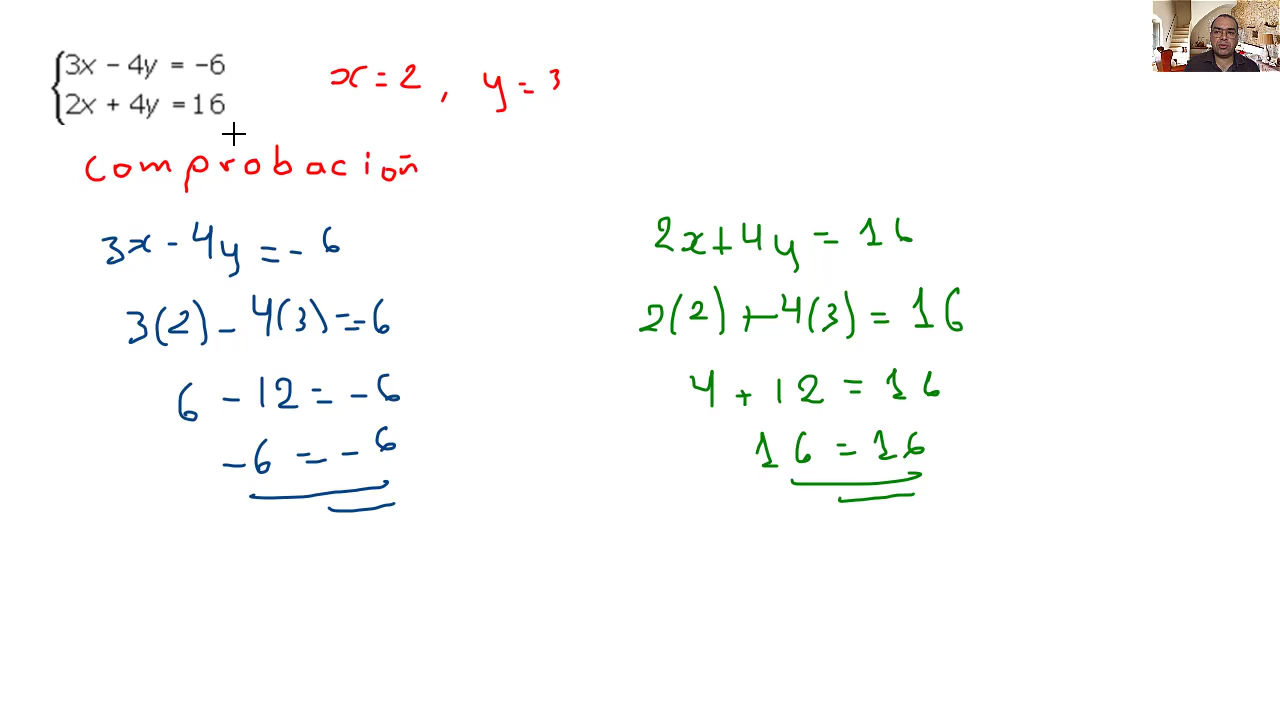 3x − 4y = −6
2x + 4y = 16
x = 2, y = 3
comprobación
3x - 4y = - 6
3(2) - 4(3) = -6
6 - 12 = - 6
-6 = - 6
2x + 4y = 16
2(2) + 4(3) = 16
4 + 12 = 16
16 = 16